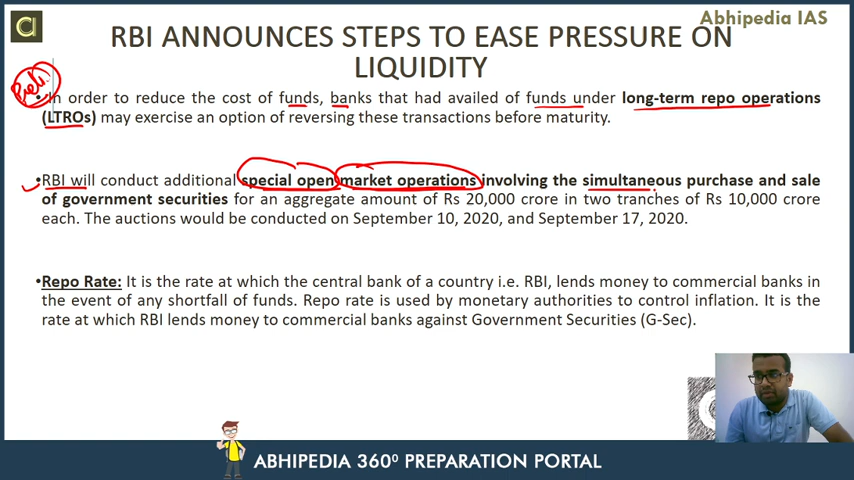 Abhipedia IAS
RBI ANNOUNCES STEPS TO EASE PRESSURE ON
LIQUIDITY
Preli
• In order to reduce the cost of funds, banks that had availed of funds under long-term repo operations
(LTROs) may exercise an option of reversing these transactions before maturity.
•RBI will conduct additional special open market operations involving the simultaneous purchase and sale
of government securities for an aggregate amount of Rs 20,000 crore in two tranches of Rs 10,000 crore
each. The auctions would be conducted on September 10, 2020, and September 17, 2020.
•Repo Rate: It is the rate at which the central bank of a country i.e. RBI, lends money to commercial banks in
the event of any shortfall of funds. Repo rate is used by monetary authorities to control inflation. It is the
rate at which RBI lends money to commercial banks against Government Securities (G-Sec).
ABHIPEDIA 360⁰ PREPARATION PORTAL